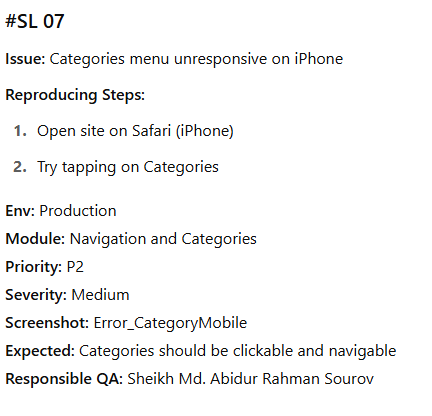 #SL 07
Issue: Categories menu unresponsive on iPhone
Reproducing Steps:
1. Open site on Safari (iPhone)
2. Try tapping on Categories
Env: Production
Module: Navigation and Categories
Priority: P2
Severity: Medium
Screenshot: Error_CategoryMobile
Expected: Categories should be clickable and navigable
Responsible QA: Sheikh Md. Abidur Rahman Sourov